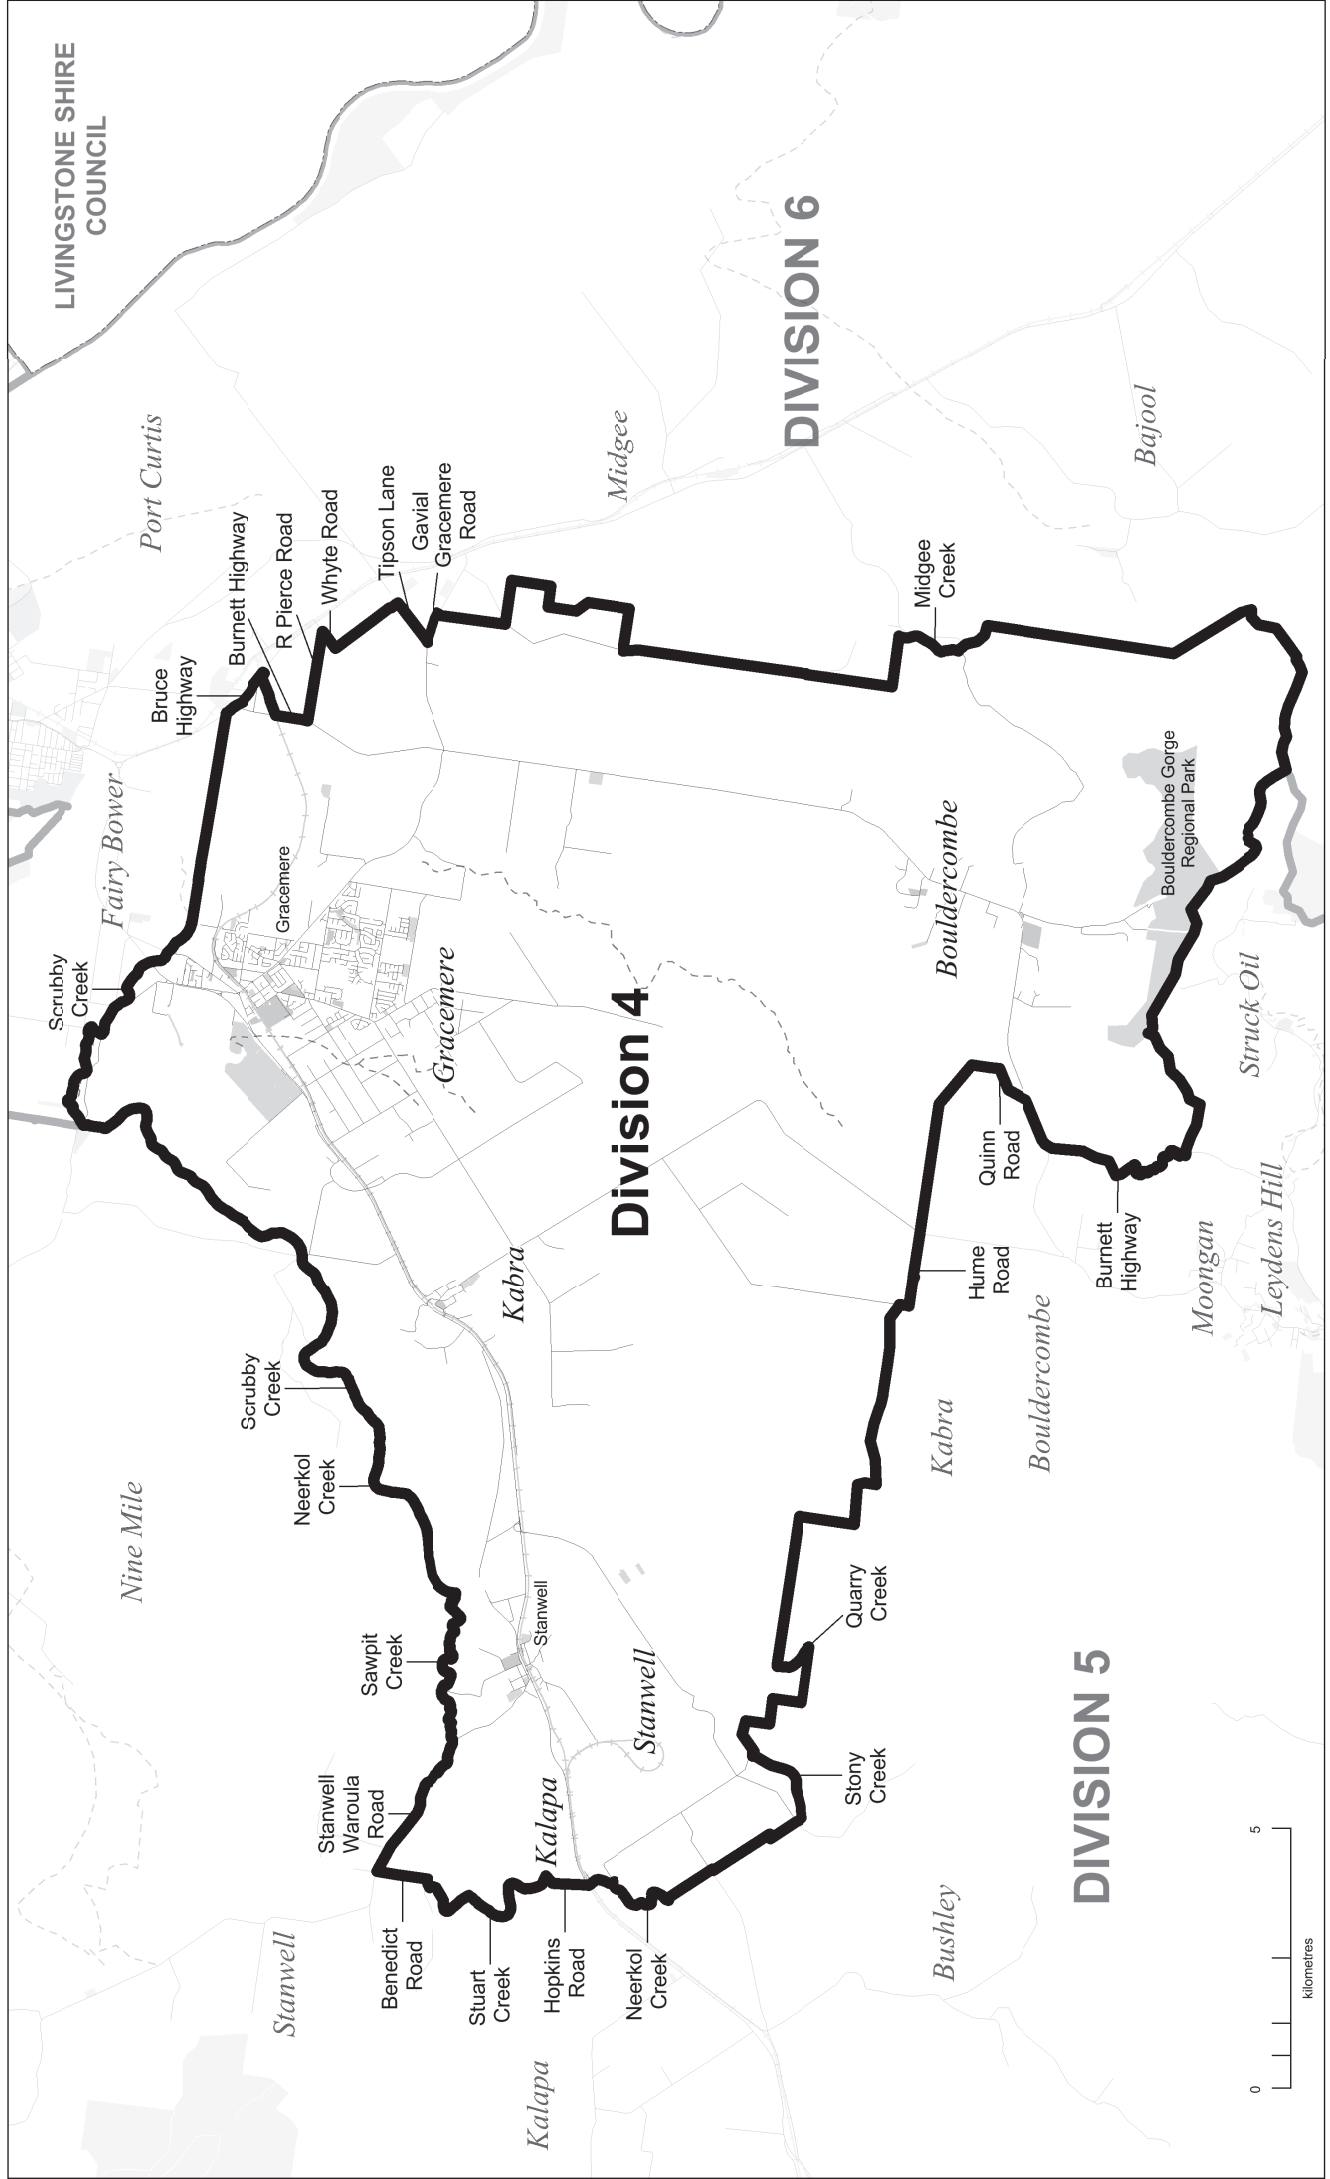 LIVINGSTONE SHIRE
COUNCIL
Port Curtis
Fairy Bower
Scrubby
Creek
Bruce
Highway
Burnett Highway
R Pierce Road
Whyte Road
Tipson Lane
Gavial
Gracemere
Road
Midgee
DIVISION 6
Bajool
Midgee
Creek
Gracemere
Gracemere
Division 4
Bouldercombe
Bouldercombe Gorge
Regional Park
Struck Oil
Nine Mile
Scrubby
Creek
Neerkol
Creek
Kabra
Quinn
Road
Hume
Road
Burnett
Highway
Moongan
Leydens Hill
Kabra
Bouldercombe
Sawpit
Creek
Stanwell
Stanwell
Quarry
Creek
Stanwell
Waroula
Road
Kalapa
Stony
Creek
DIVISION 5
Stanwell
Benedict
Road
Stuart
Creek
Hopkins
Road
Neerkol
Creek
Bushley
Kalapa
0
5
kilometres